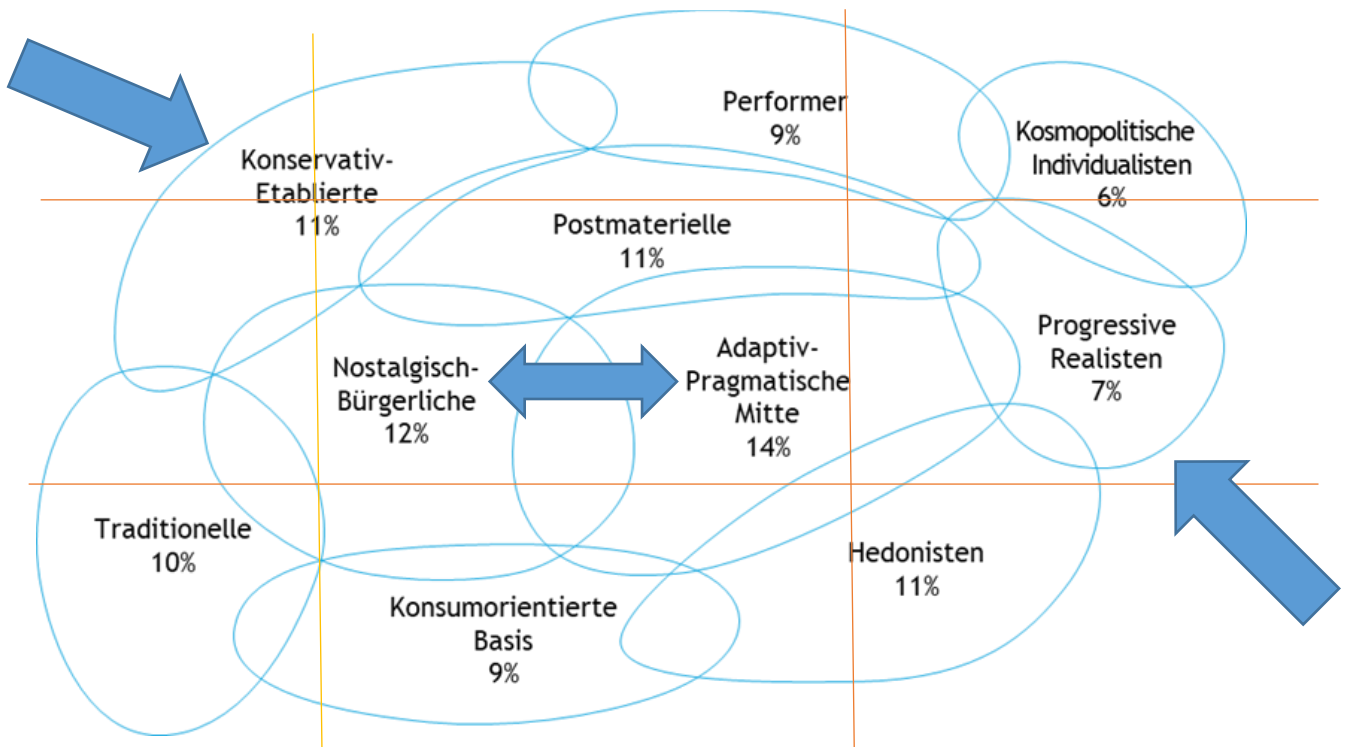 Performer
9%
Kosmopolitische
Individualisten
6%
Konservativ-
Etablierte
11%
Postmaterielle
11%
Nostalgisch-
Bürgerliche
12%
Adaptiv-
Pragmatische
Mitte
14%
Progressive
Realisten
7%
Traditionelle
10%
Hedonisten
11%
Konsumorientierte
Basis
9%